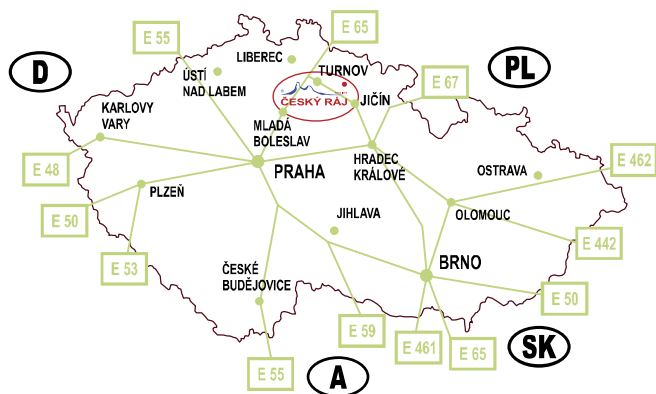 E 55
E 65
D
LIBEREC
ÚSTÍ
NAD LABEM
TURNOV
E 67
PL
ČESKÝ RÁJ
JIČÍN
KARLOVY
VARY
MLADÁ
BOLESLAV
E 48
PRAHA
HRADEC
KRÁLOVÉ
OSTRAVA
E 462
PLZEŇ
E 50
OLOMOUC
JIHLAVA
E 442
E 53
BRNO
ČESKÉ
BUDĚJOVICE
E 50
E 59
E 461
E 65
SK
E 55
A